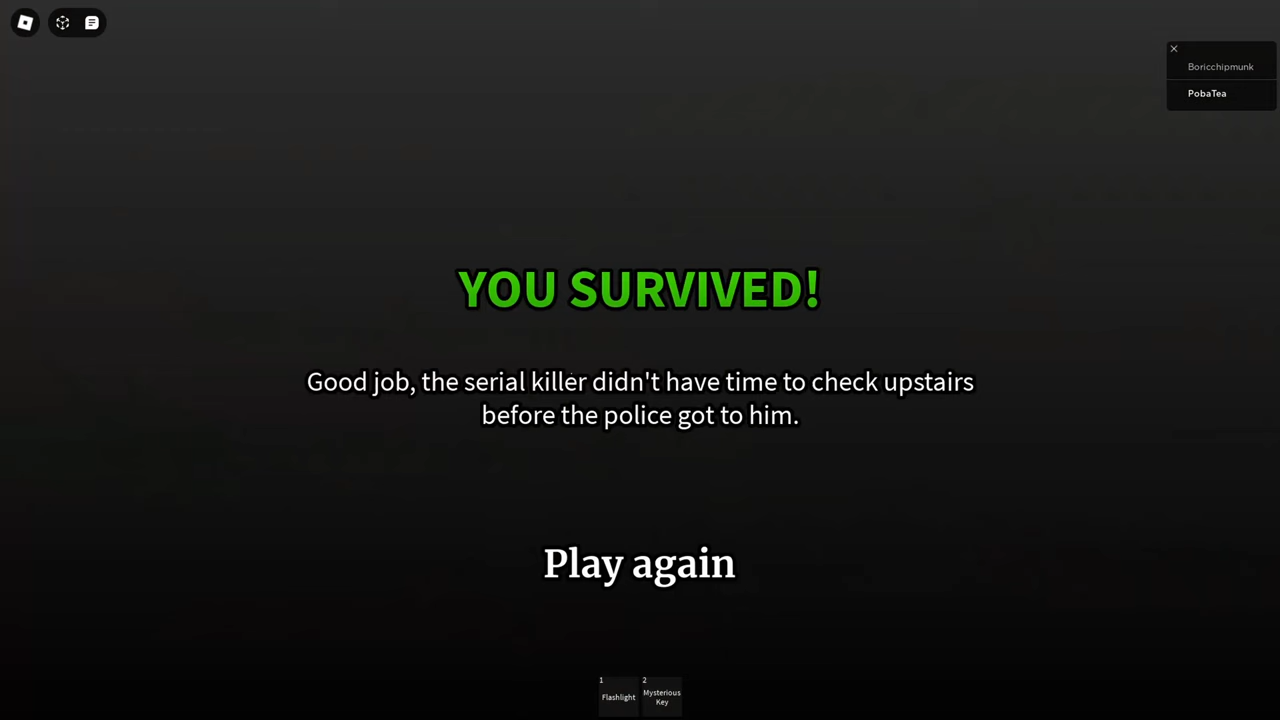 Boricchipmunk
PobaTea
YOU SURVIVED!
Good job, the serial killer didn't have time to check upstairs
before the police got to him.
Play again
1
Flashlight
2
Mysterious
Key